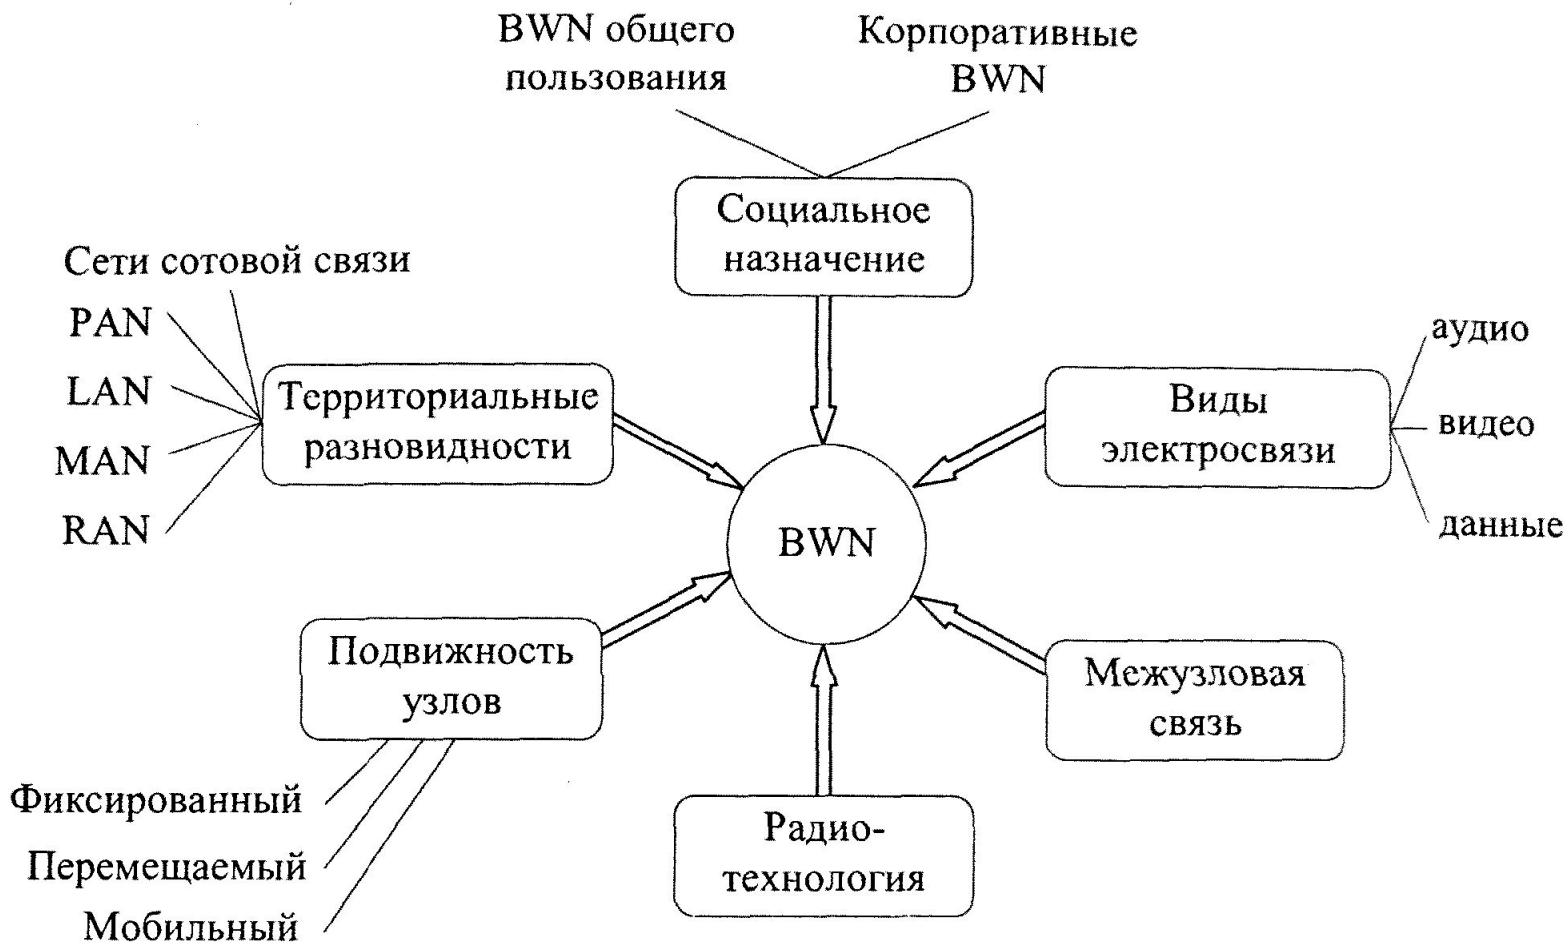 BWN общего
пользования
Корпоративные
BWN
Социальное
назначение
Сети сотовой связи
PAN
LAN
MAN
RAN
Территориальные
разновидности
Виды
электросвязи
аудио
видео
данные
BWN
Подвижность
узлов
Межузловая
связь
Фиксированный
Перемещаемый
Мобильный
Радио-
технология